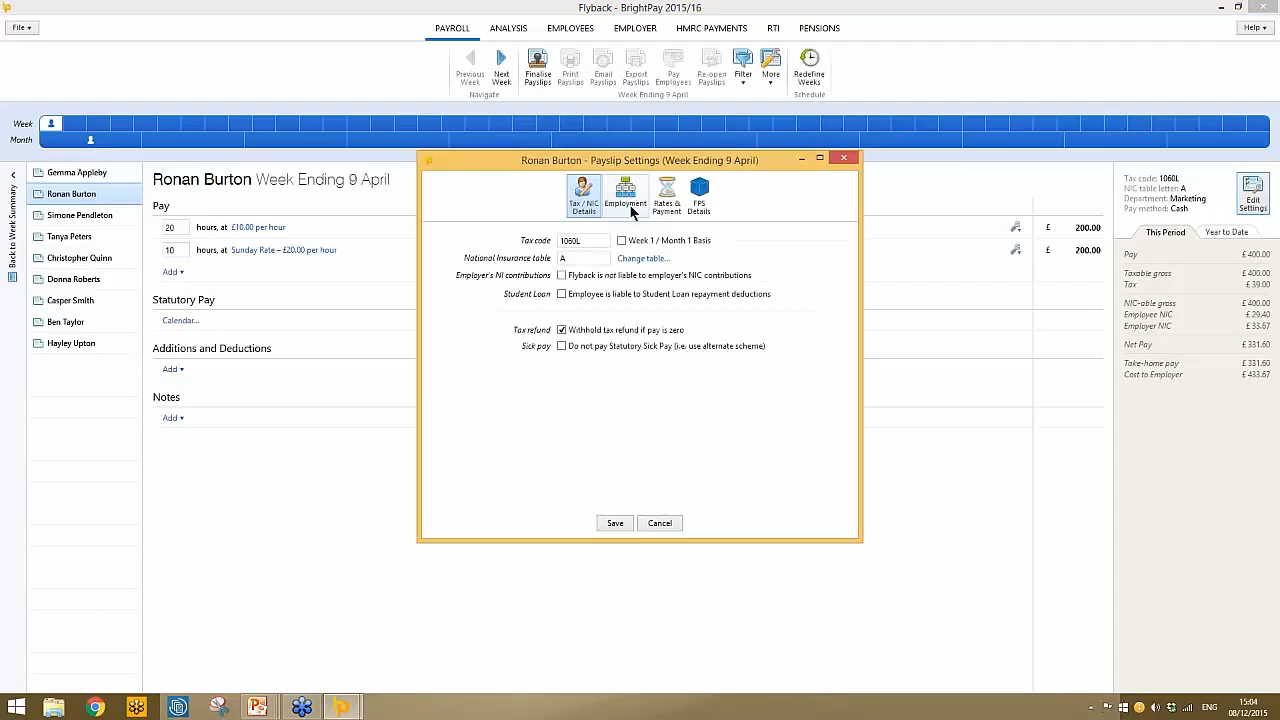 Flyback - BrightPay 2015/16
File
PAYROLL ANALYSIS EMPLOYEES EMPLOYER HMRC PAYMENTS RTI PENSIONS
Help
Previous Week
Next Week
Finalise Payslips
Print Payslips
Email Payslips
Export Payslips
Pay Employees
Re-open Payslips
Filter
More
Redefine Weeks
Navigate
Week Ending 9 April
Schedule
Week
Month
Back to Week Summary
Gemma Appleby
Ronan Burton
Simone Pendleton
Tanya Peters
Christopher Quinn
Donna Roberts
Casper Smith
Ben Taylor
Hayley Upton
Ronan Burton Week Ending 9 April
Pay
20 hours, at £10.00 per hour £ 200.00
10 hours, at Sunday Rate – £20.00 per hour £ 200.00
Add
Statutory Pay
Calendar...
Additions and Deductions
Add
Notes
Add
Ronan Burton - Payslip Settings (Week Ending 9 April)
Tax / NIC Details
Employment
Rates & Payment
FPS Details
Tax code 1060L Week 1 / Month 1 Basis
National Insurance table A Change table...
Employer's NI contributions Flyback is not liable to employer's NIC contributions
Student Loan Employee is liable to Student Loan repayment deductions
Tax refund Withhold tax refund if pay is zero
Sick pay Do not pay Statutory Sick Pay (i.e. use alternate scheme)
Save Cancel
Tax code: 1060L
NIC table letter: A
Department: Marketing
Pay method: Cash
Edit Settings
This Period Year to Date
Pay £ 400.00
Taxable gross £ 400.00
Tax £ 39.00
NIC-able gross £ 400.00
Employee NIC £ 29.40
Employer NIC £ 33.67
Net Pay £ 331.60
Take-home pay £ 331.60
Cost to Employer £ 433.67
ENG
15:04
08/12/2015